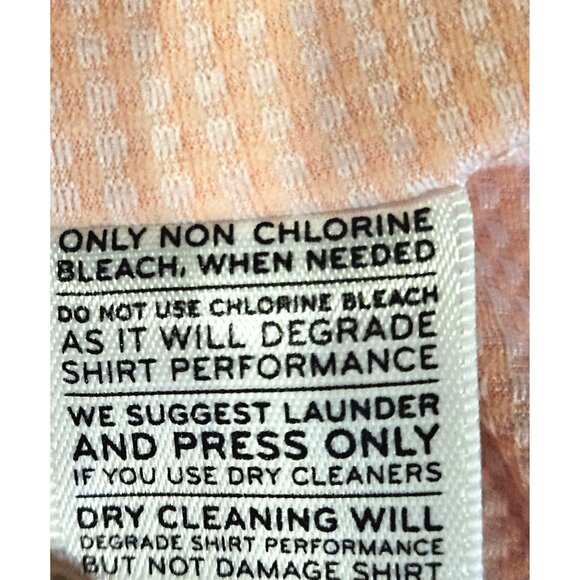 ONLY NON CHLORINE
BLEACH, WHEN NEEDED
DO NOT USE CHLORINE BLEACH
AS IT WILL DEGRADE
SHIRT PERFORMANCE
WE SUGGEST LAUNDER
AND PRESS ONLY
IF YOU USE DRY CLEANERS
DRY CLEANING WILL
DEGRADE SHIRT PERFORMANCE
BUT NOT DAMAGE SHIRT